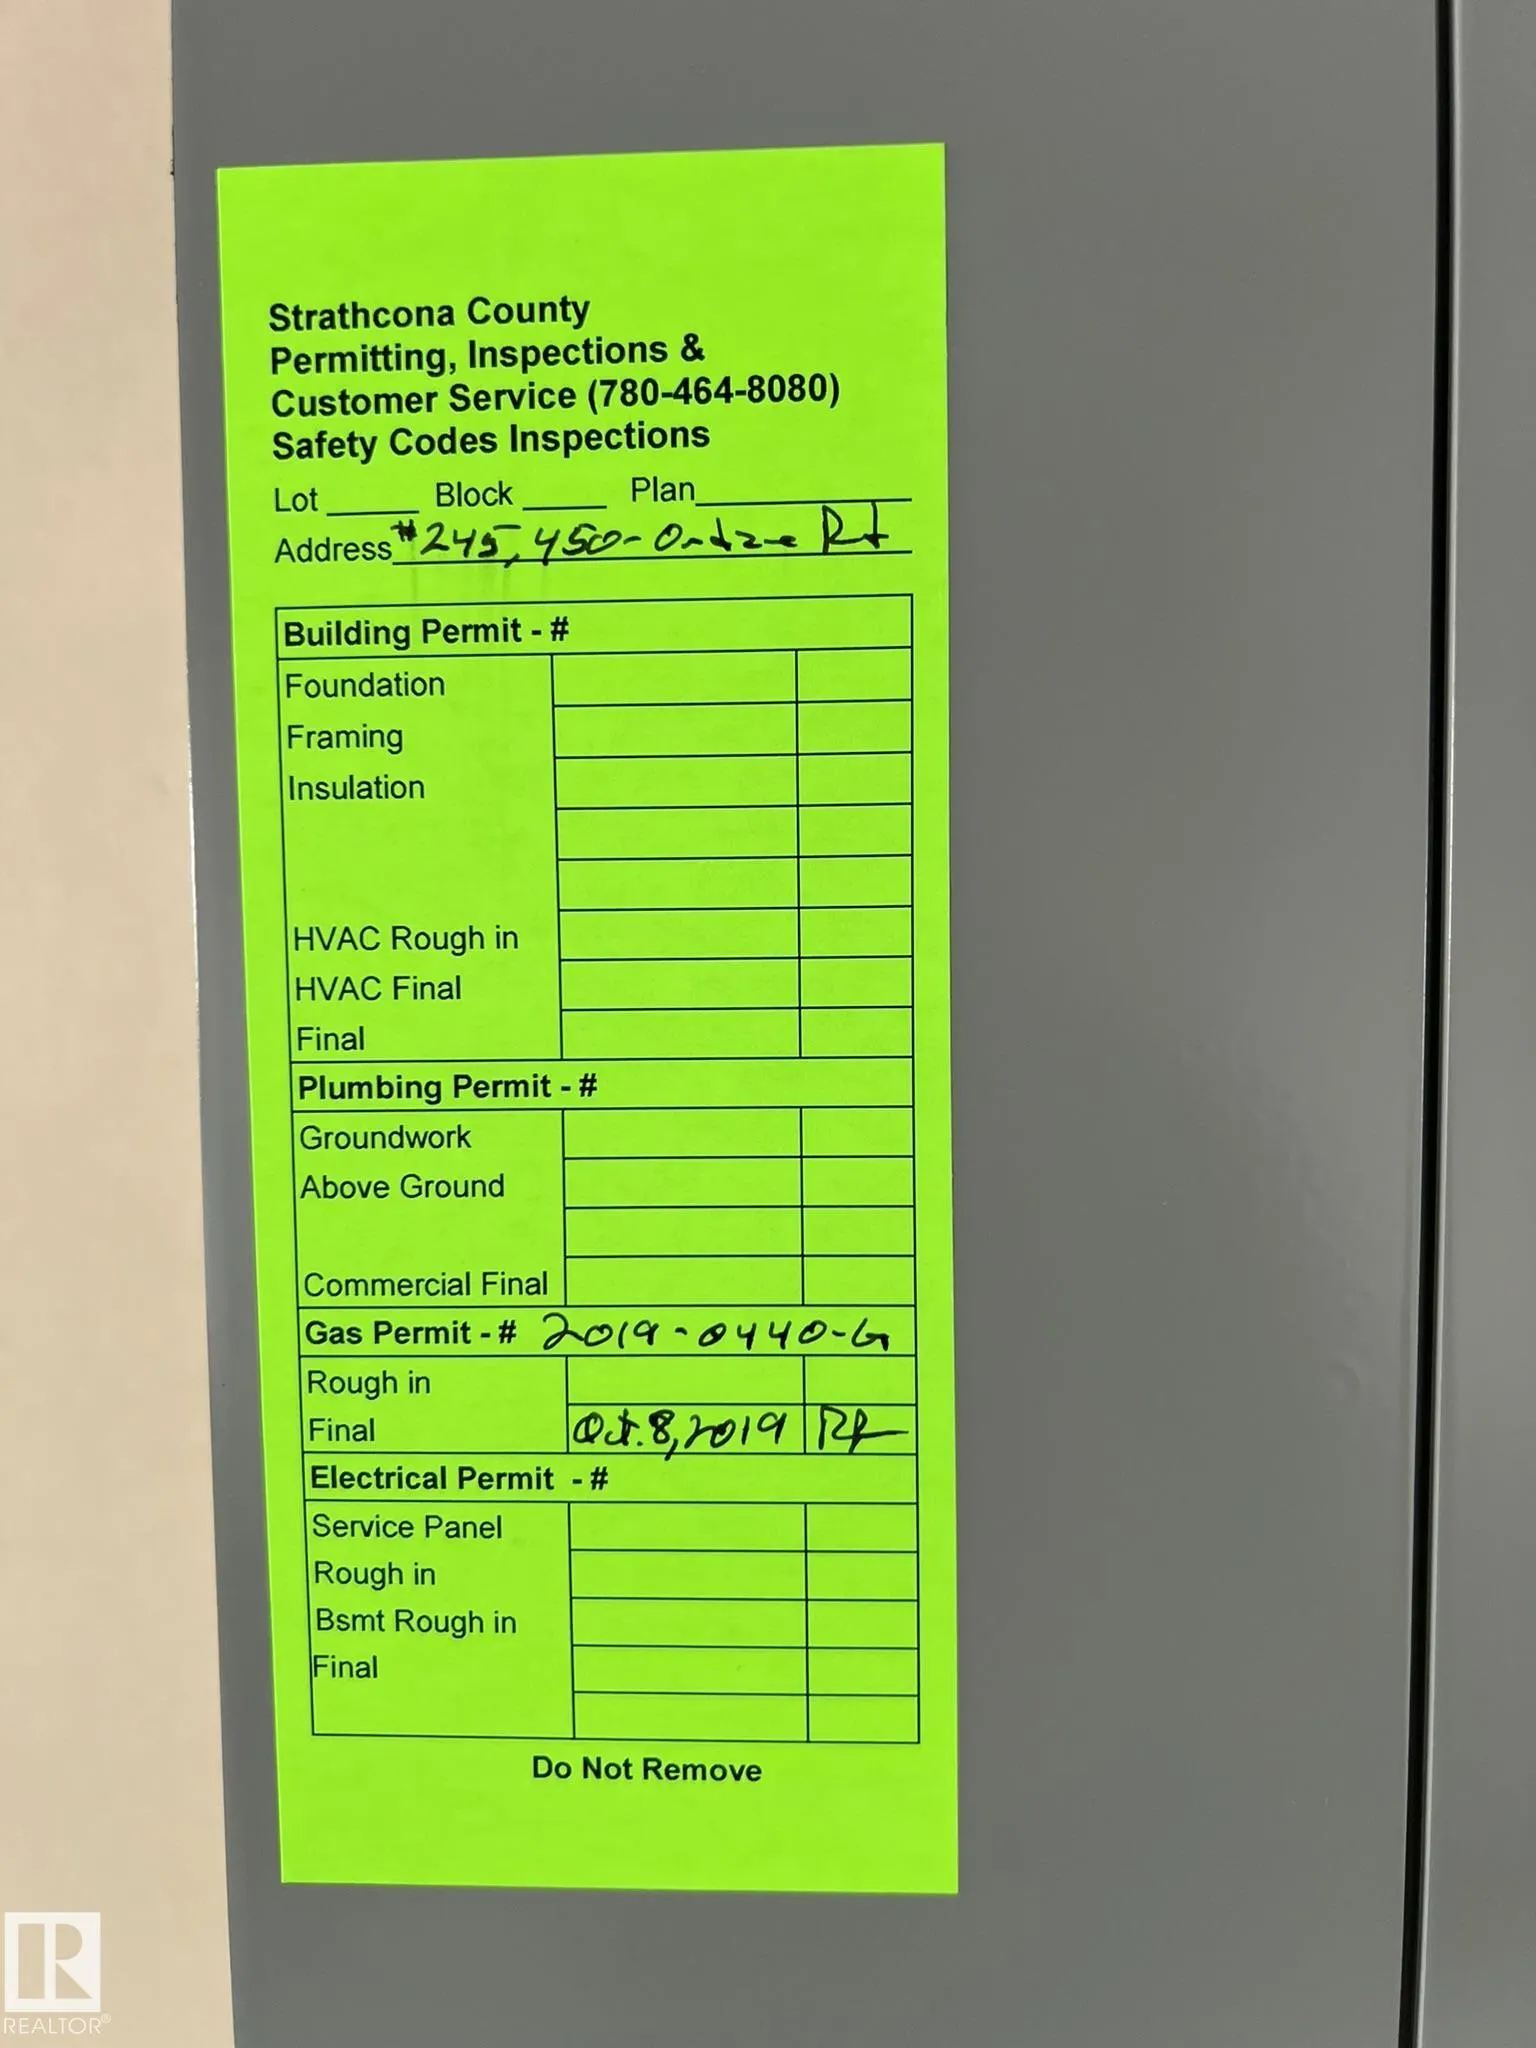 Strathcona County
Permitting, Inspections &
Customer Service (780-464-8080)
Safety Codes Inspections
Lot Block Plan
Address #245, 450- Rd
Building Permit - #
Foundation
Framing
Insulation
HVAC Rough in
HVAC Final
Final
Plumbing Permit - #
Groundwork
Above Ground
Commercial Final
Gas Permit - # 2019-0440-G
Rough in
Final Oct. 8, 2019
Electrical Permit - #
Service Panel
Rough in
Bsmt Rough in
Final
Do Not Remove
R
REALTOR®